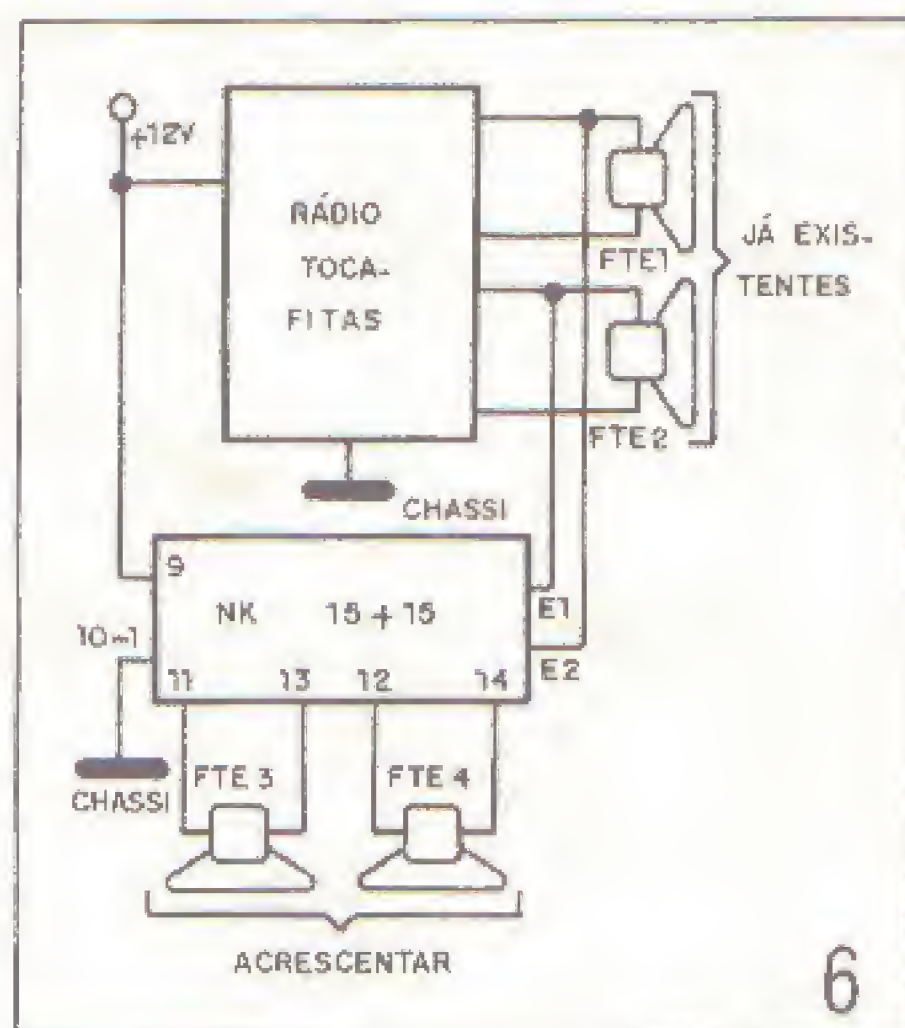 +12V
RÁDIO
TOCA-
FITAS
FTE1
JÁ EXIS-
TENTES
FTE2
CHASSI
9
NK 15 + 15
E1
10-1
E2
11 13 12 14
CHASSI
FTE 3
FTE 4
ACRESCENTAR
6